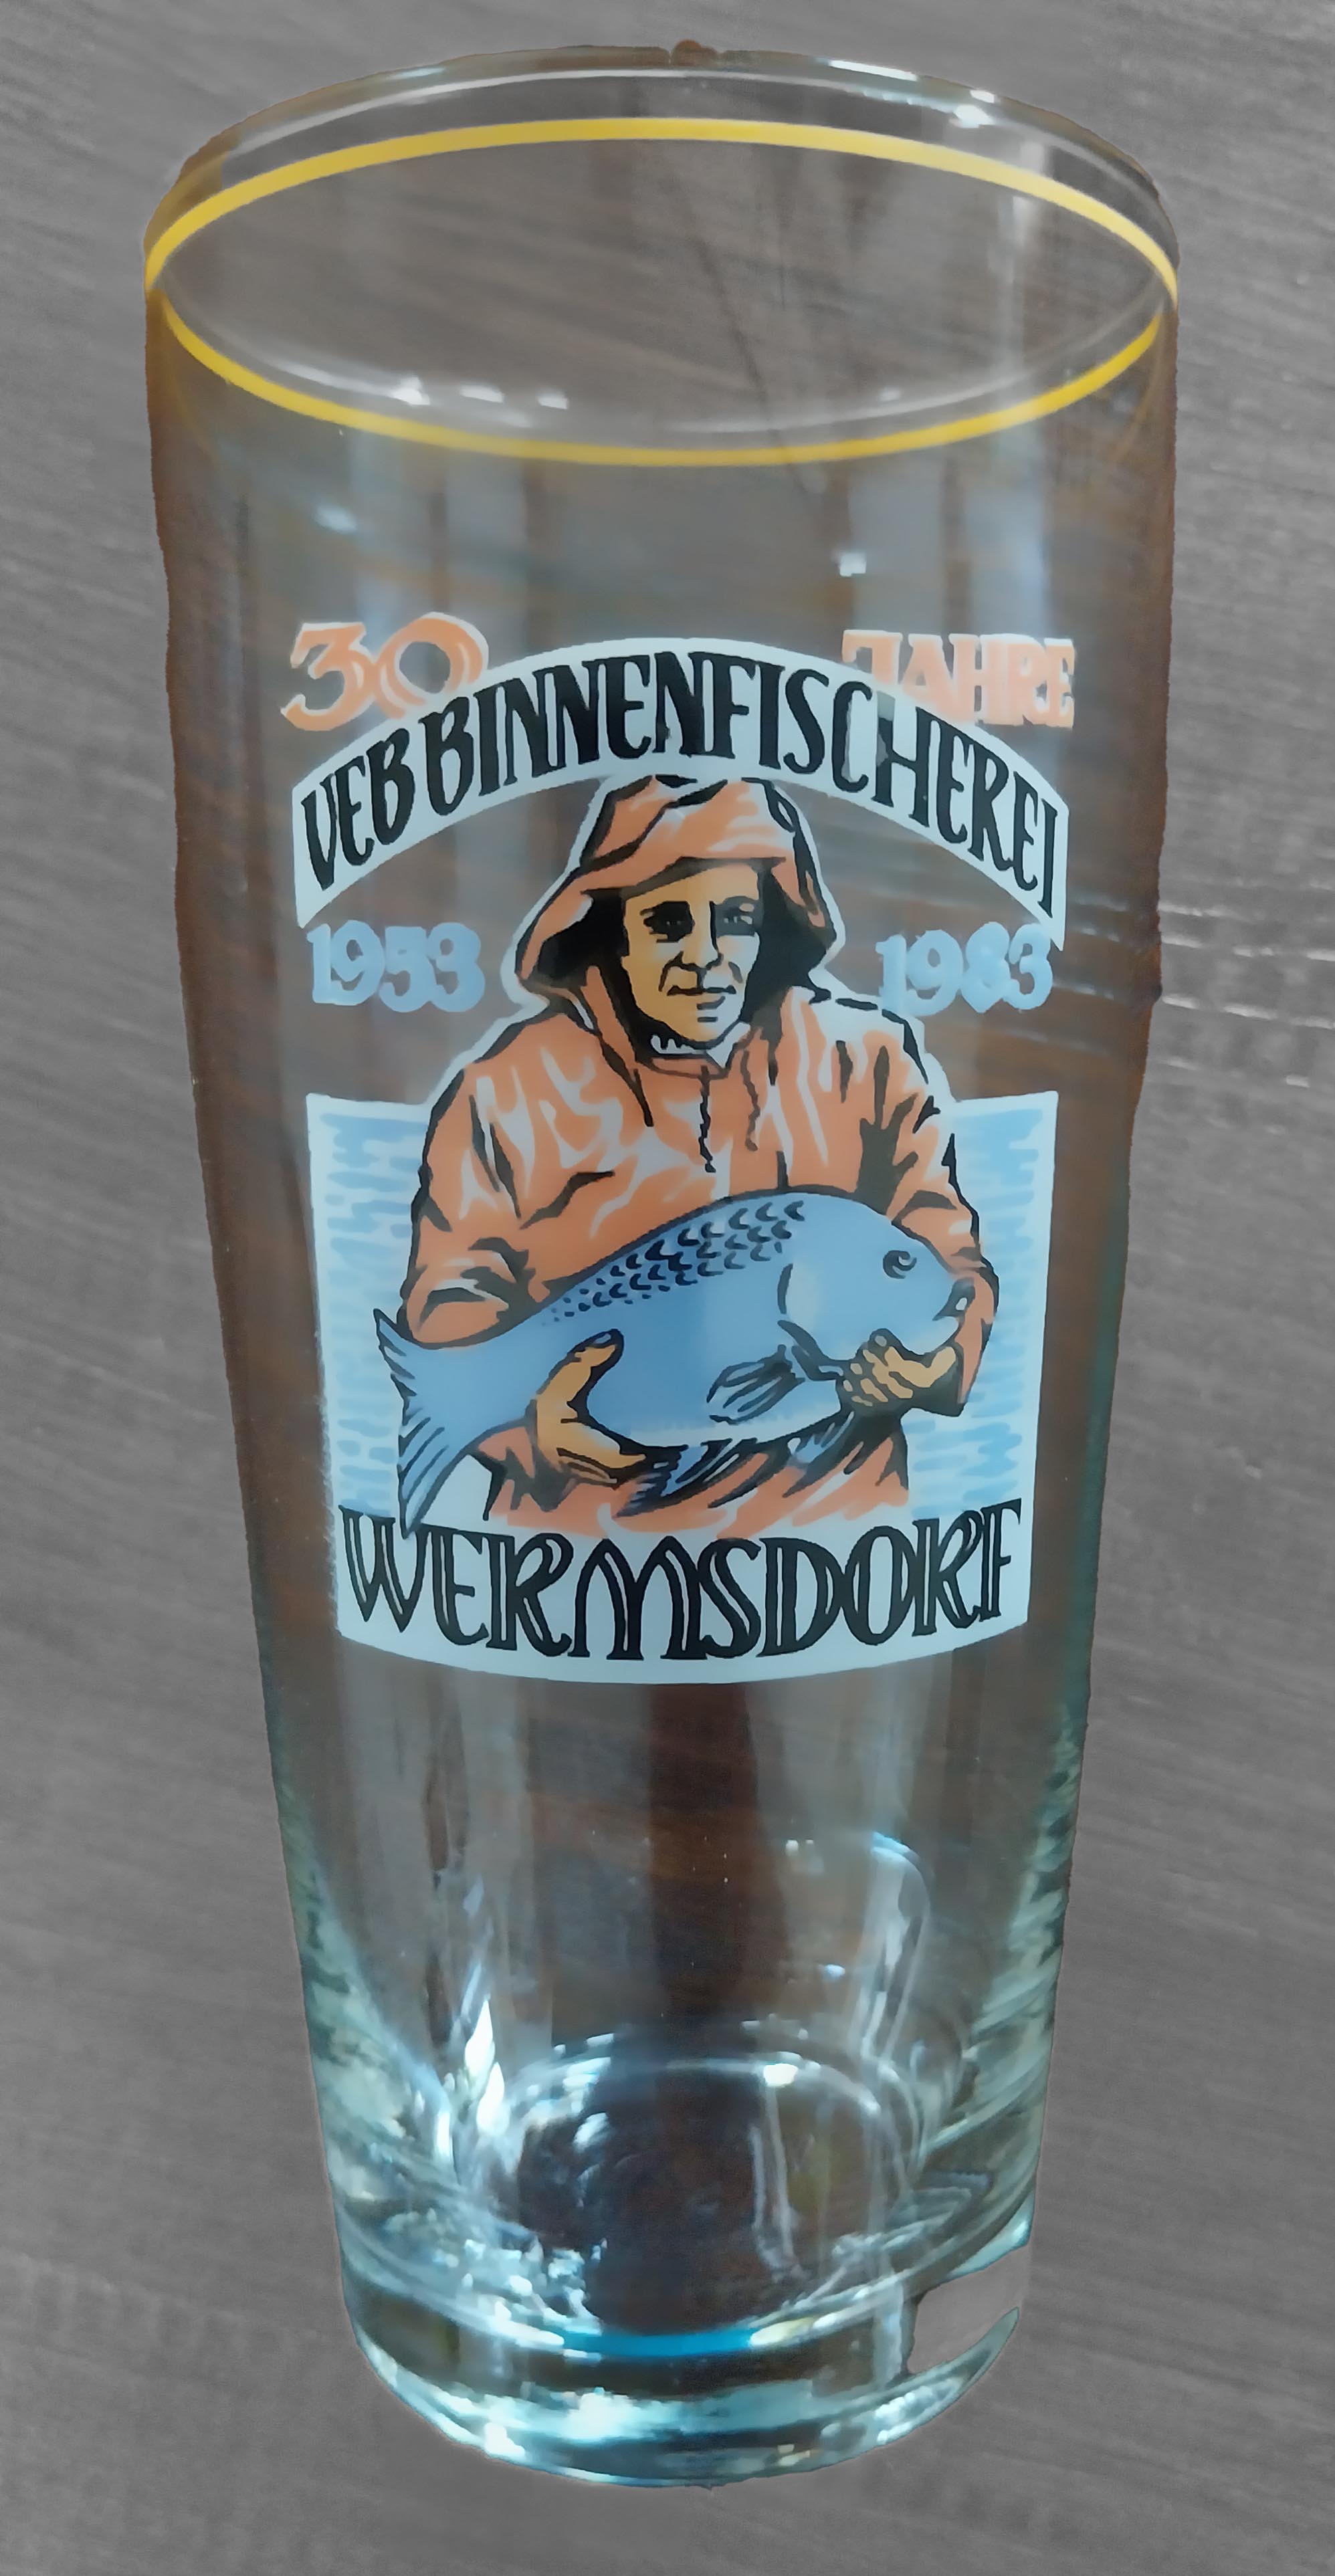 30 JAHRE
VEB BINNENFISCHEREI
1953 1983
WERMSDORF